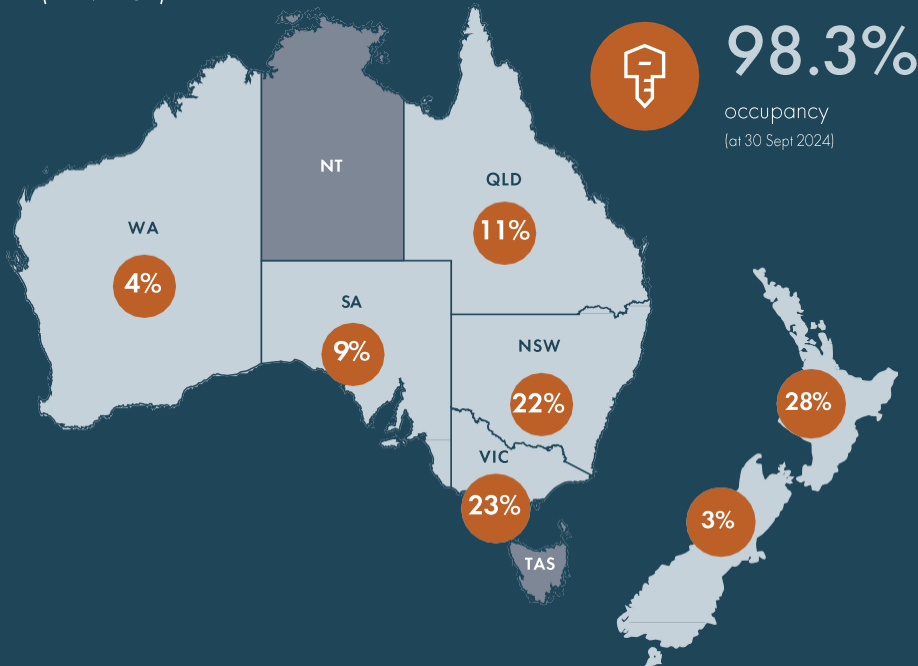 98.3%
occupancy
(at 30 Sept 2024)
NT
QLD
11%
WA
4%
SA
9%
NSW
22%
28%
VIC
23%
3%
TAS